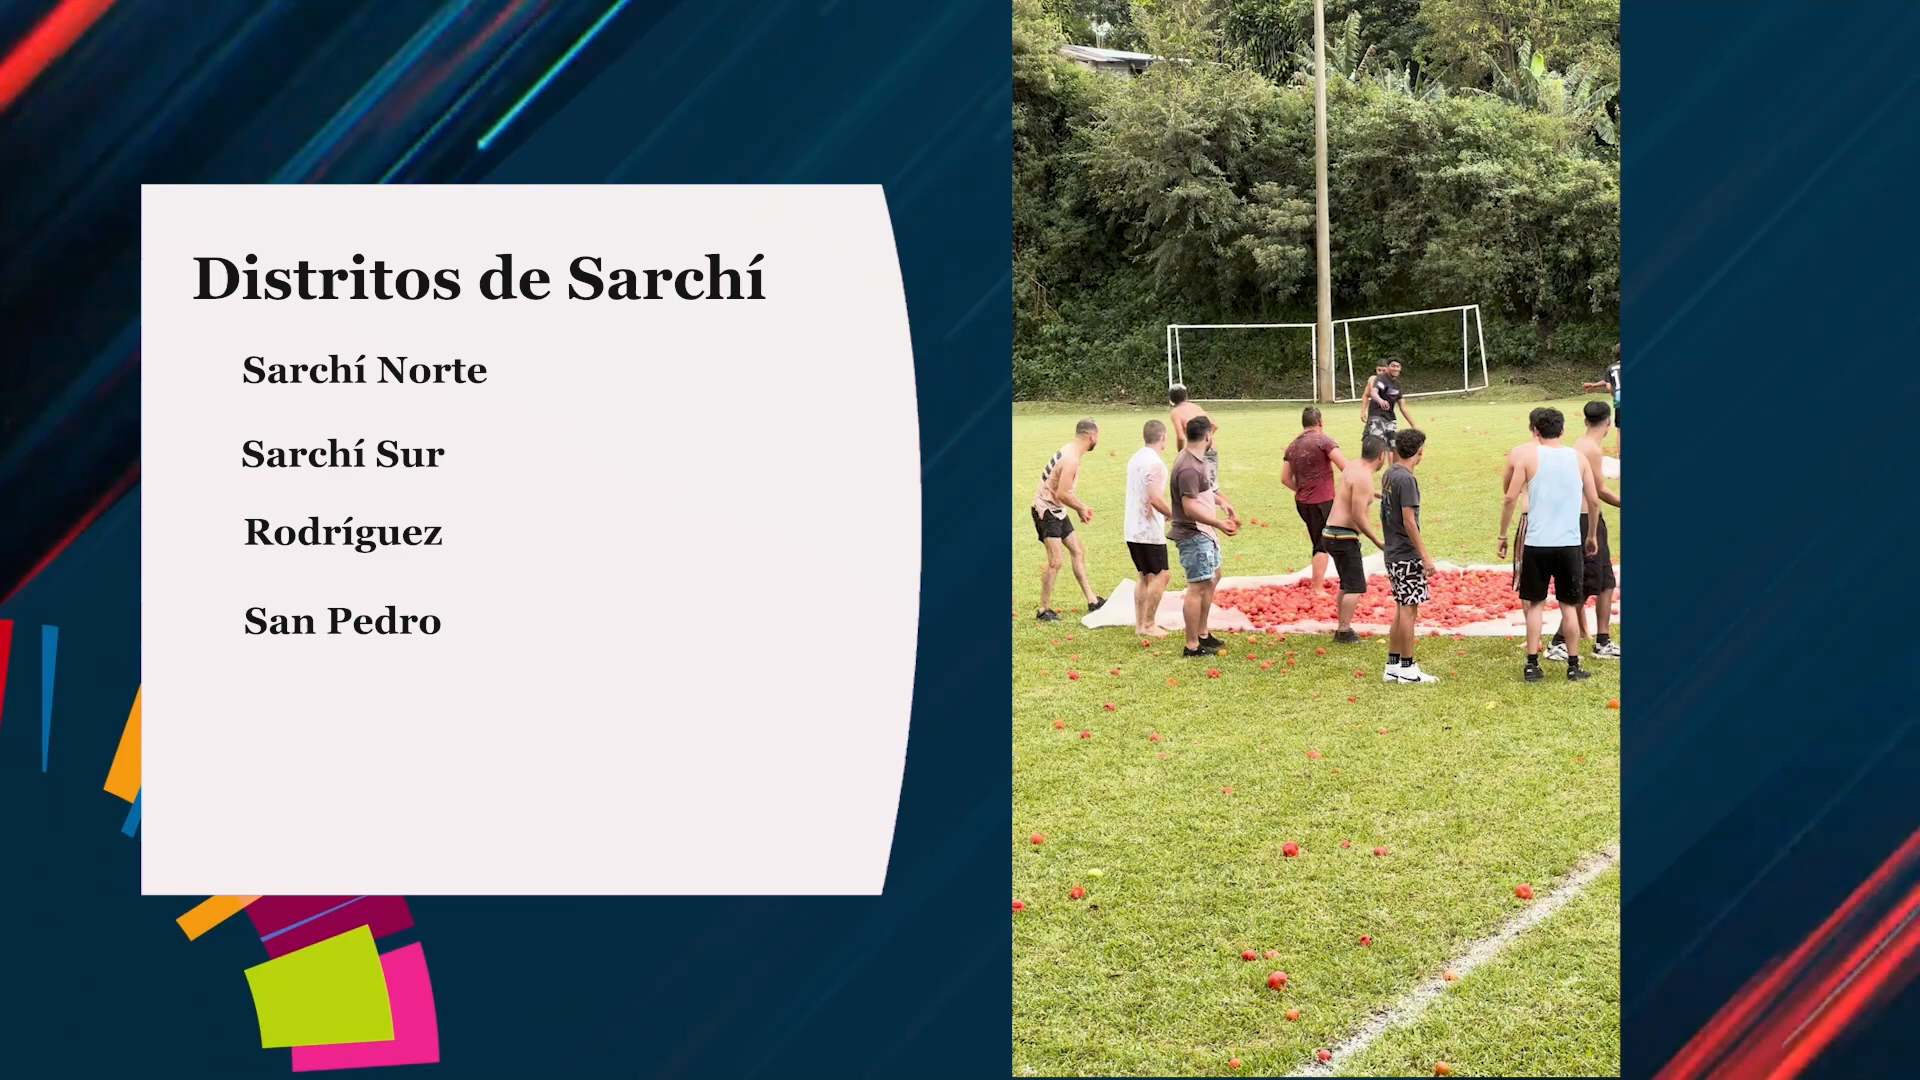 Distritos de Sarchí
Sarchí Norte
Sarchí Sur
Rodríguez
San Pedro